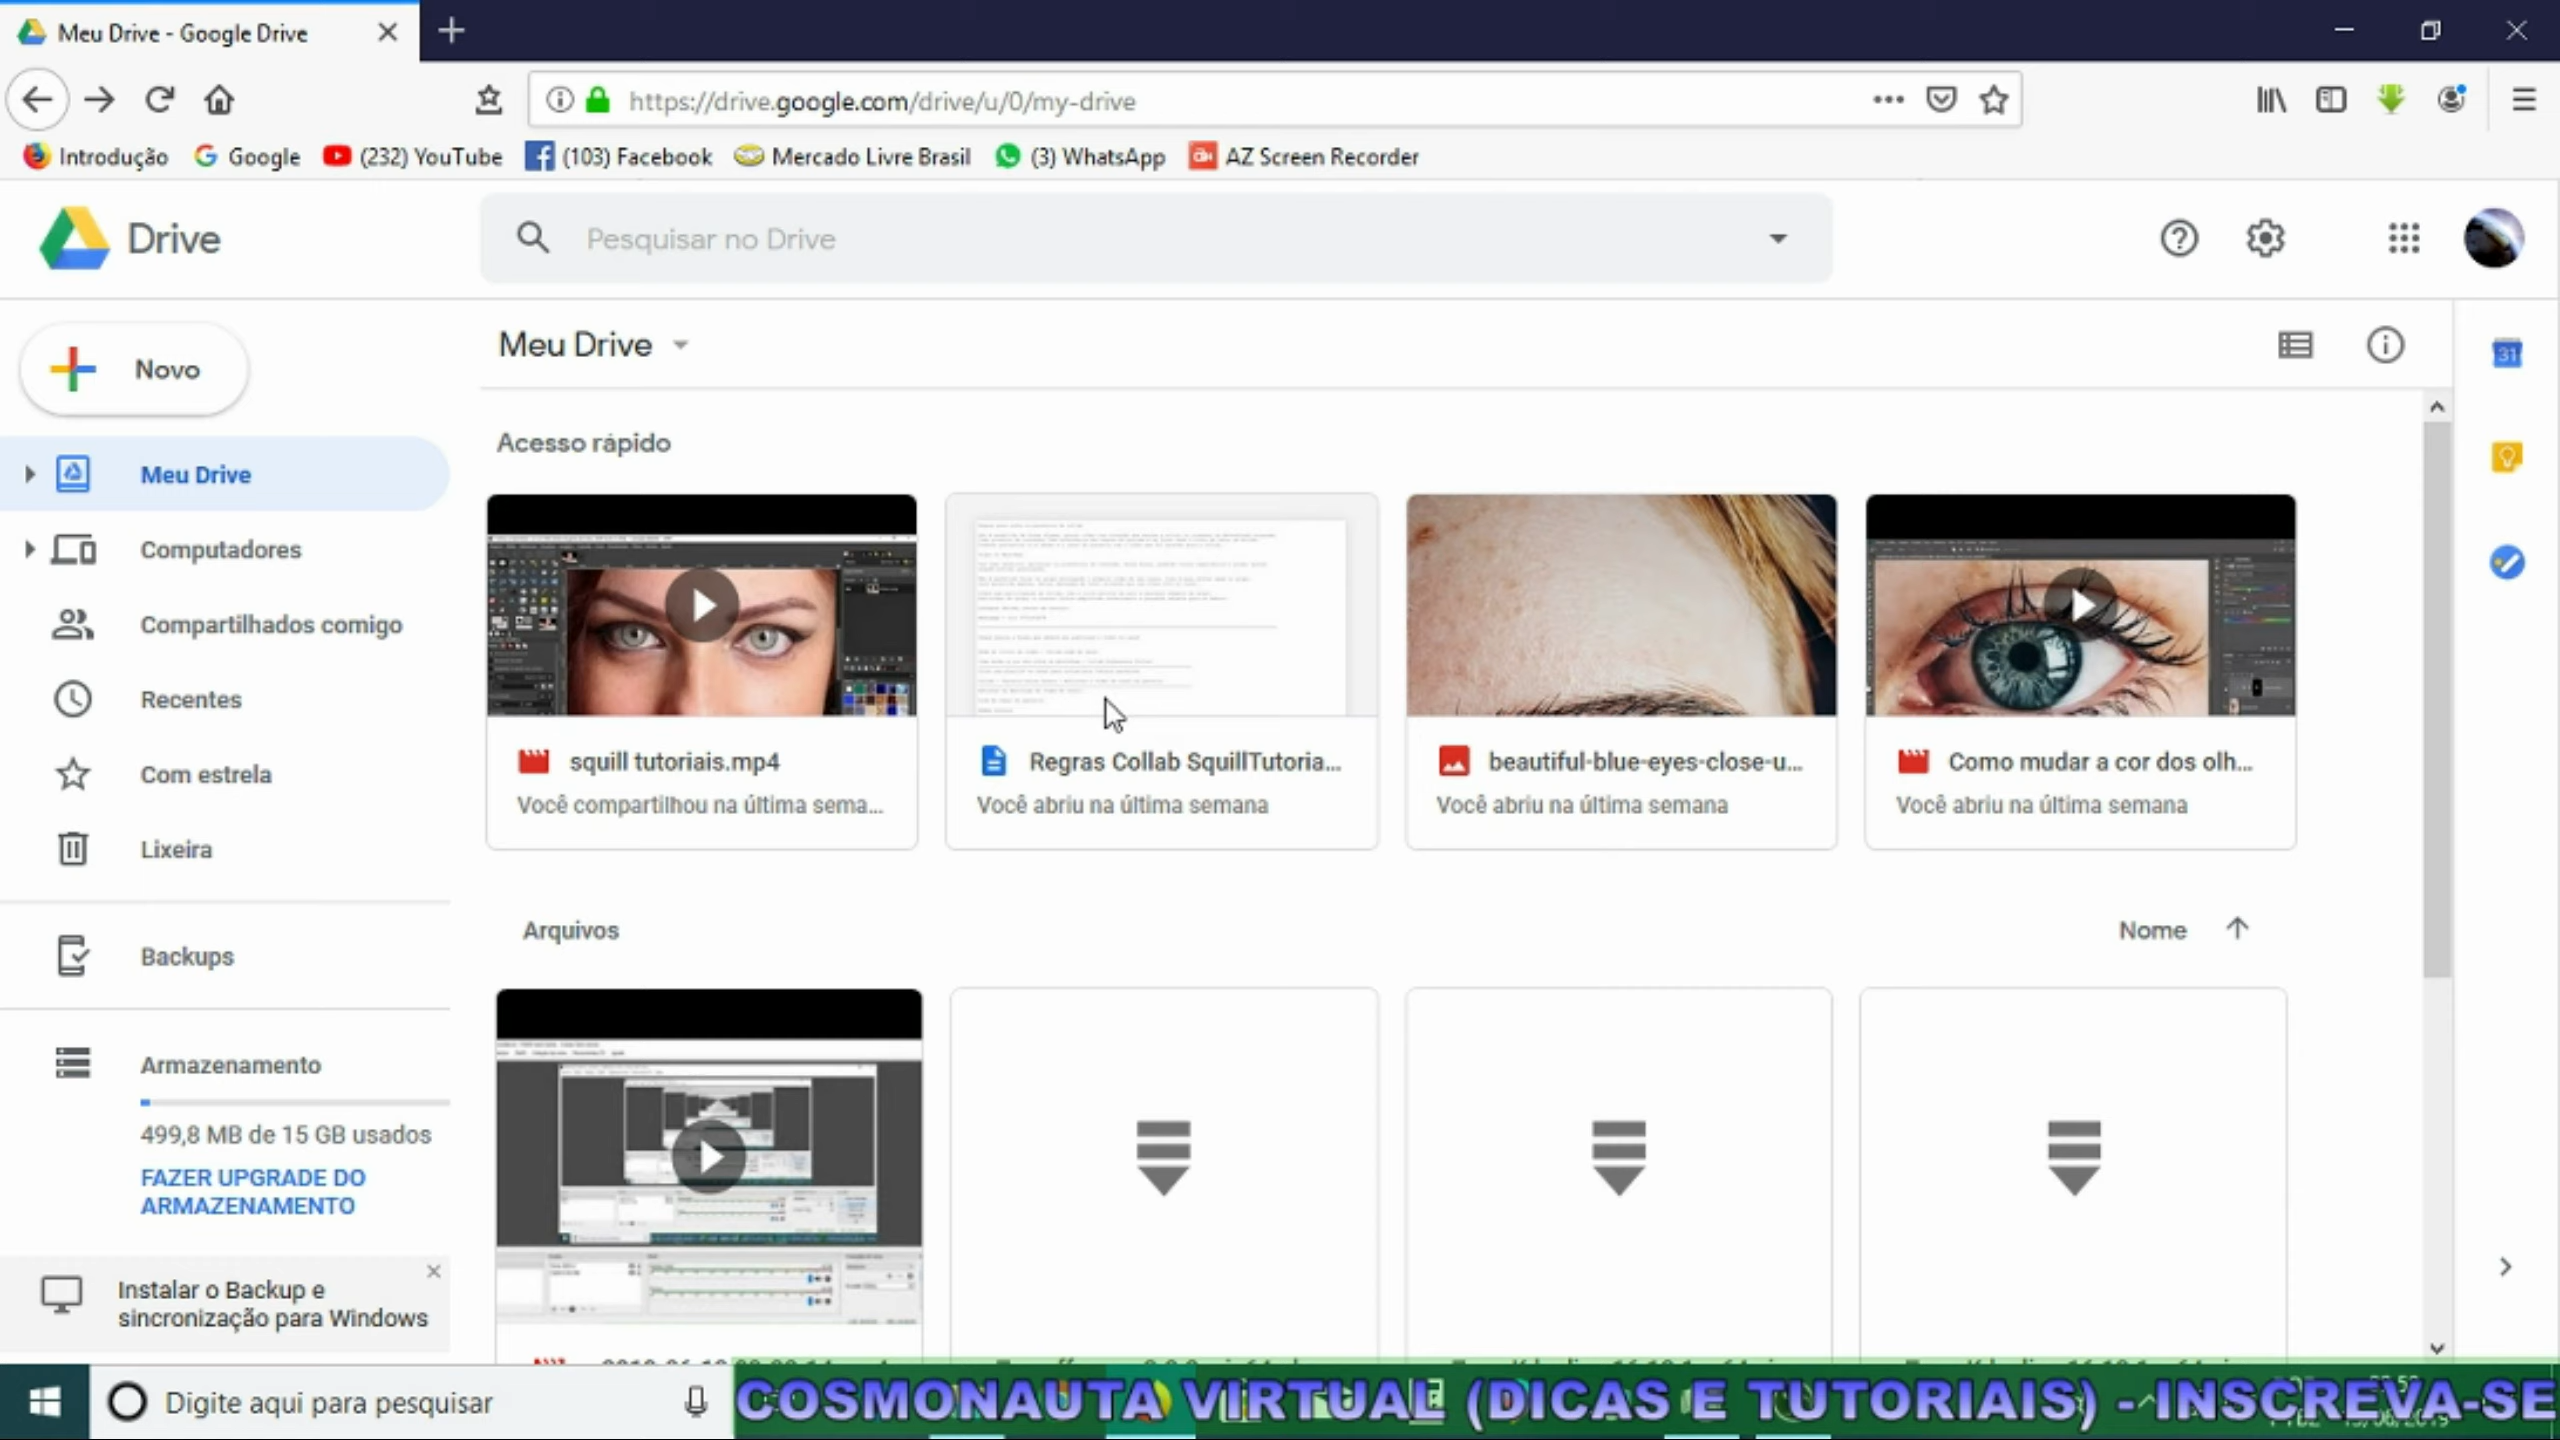 Meu Drive - Google Drive
https://drive.google.com/drive/u/0/my-drive
Introdução
Google
(232) YouTube
(103) Facebook
Mercado Livre Brasil
(3) WhatsApp
AZ Screen Recorder
Drive
Pesquisar no Drive
Novo
Meu Drive
Computadores
Compartilhados comigo
Recentes
Com estrela
Lixeira
Backups
Armazenamento
499,8 MB de 15 GB usados
FAZER UPGRADE DO
ARMAZENAMENTO
Instalar o Backup e
sincronização para Windows
Meu Drive
31
Acesso rápido
squill tutoriais.mp4
Você compartilhou na última sema...
Regras Collab SquillTutoria...
Você abriu na última semana
beautiful-blue-eyes-close-u...
Você abriu na última semana
Como mudar a cor dos olh...
Você abriu na última semana
Arquivos
Nome
Digite aqui para pesquisar
COSMONAUTA VIRTUAL (DICAS E TUTORIAIS) - INSCREVA-SE